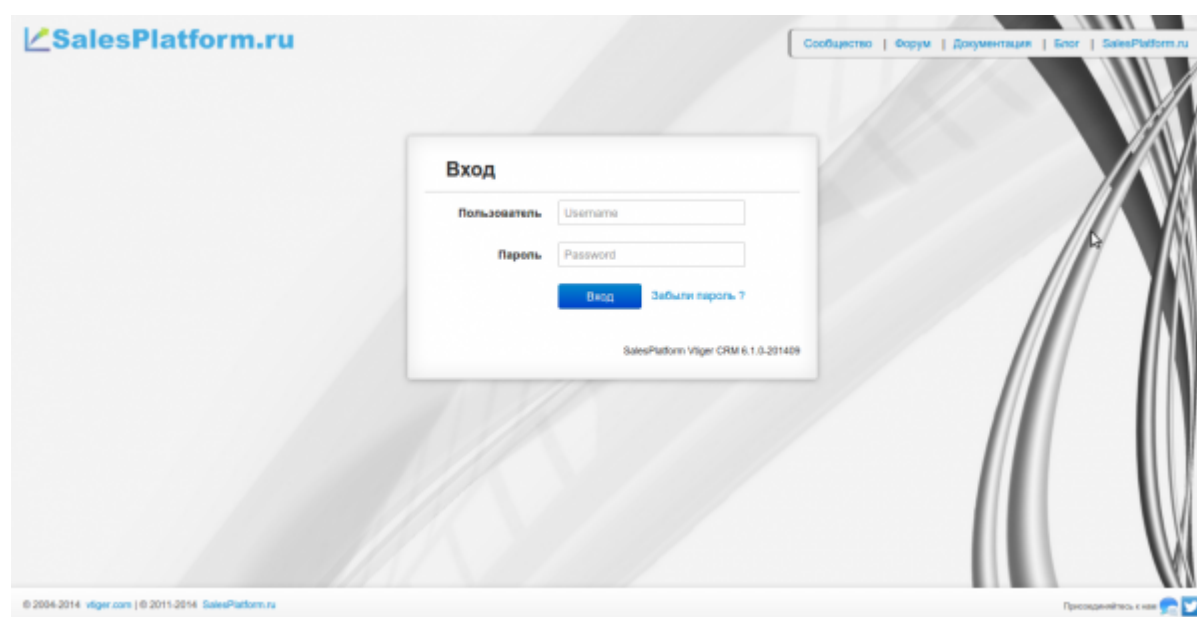 SalesPlatform.ru
Сообщество | Форум | Документация | Блог | SalesPlatform.ru
Вход
Пользователь Username
Пароль Password
Вход Забыли пароль ?
SalesPlatform Vtiger CRM 6.1.0-201409
© 2004-2014 vtiger.com | © 2011-2014 SalesPlatform.ru Присоединяйтесь к нам